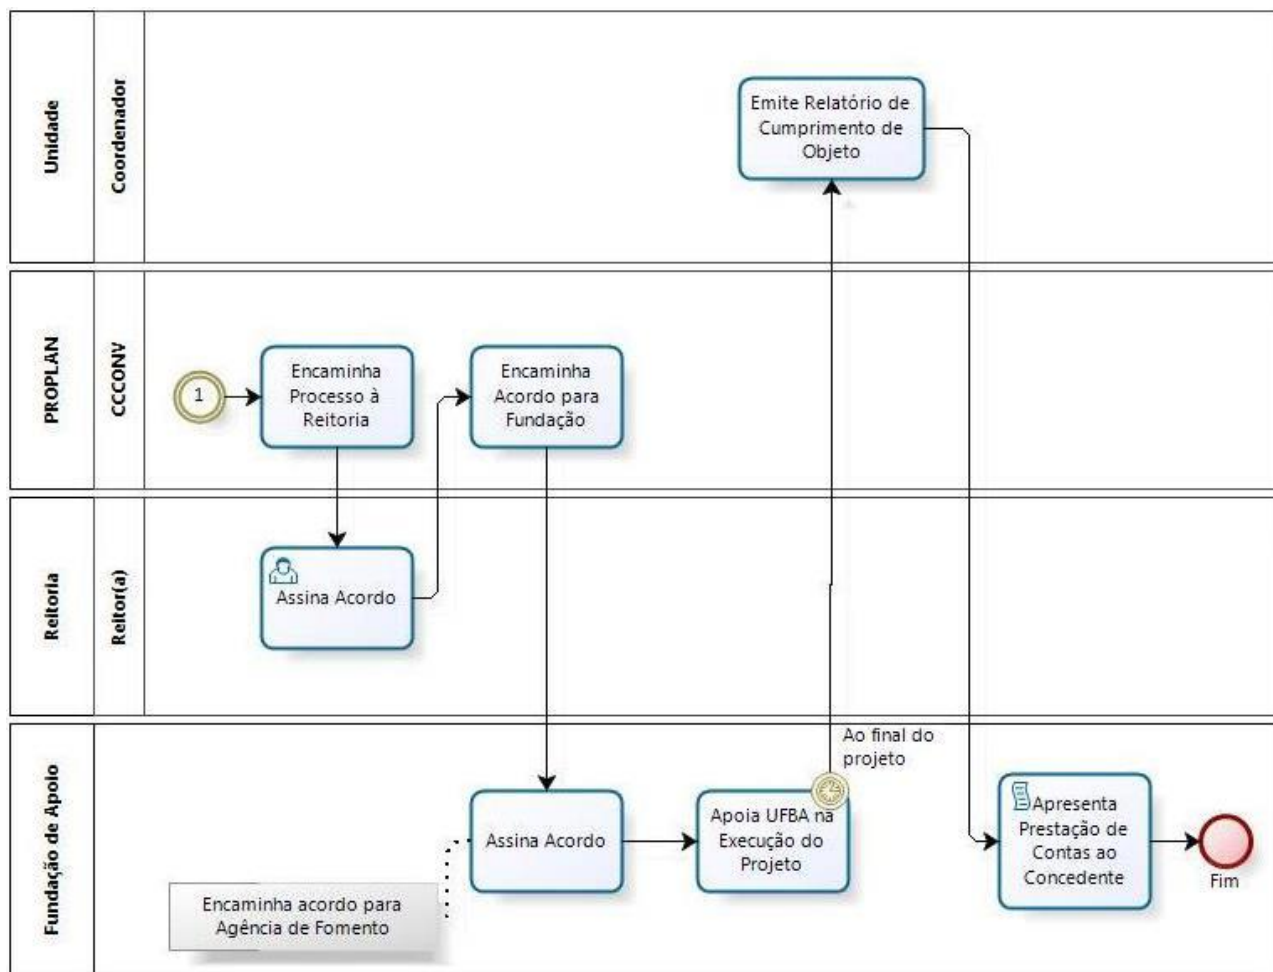 Unidade
Coordenador
Emite Relatório de
Cumprimento de
Objeto
PROPLAN
CCCONV
1
Encaminha
Processo à
Reitoria
Encaminha
Acordo para
Fundação
Reitoria
Reitor(a)
Assina Acordo
Fundação de Apoio
Encaminha acordo para
Agência de Fomento
Assina Acordo
Apoia UFBA na
Execução do
Projeto
Ao final do
projeto
Apresenta
Prestação de
Contas ao
Concedente
Fim